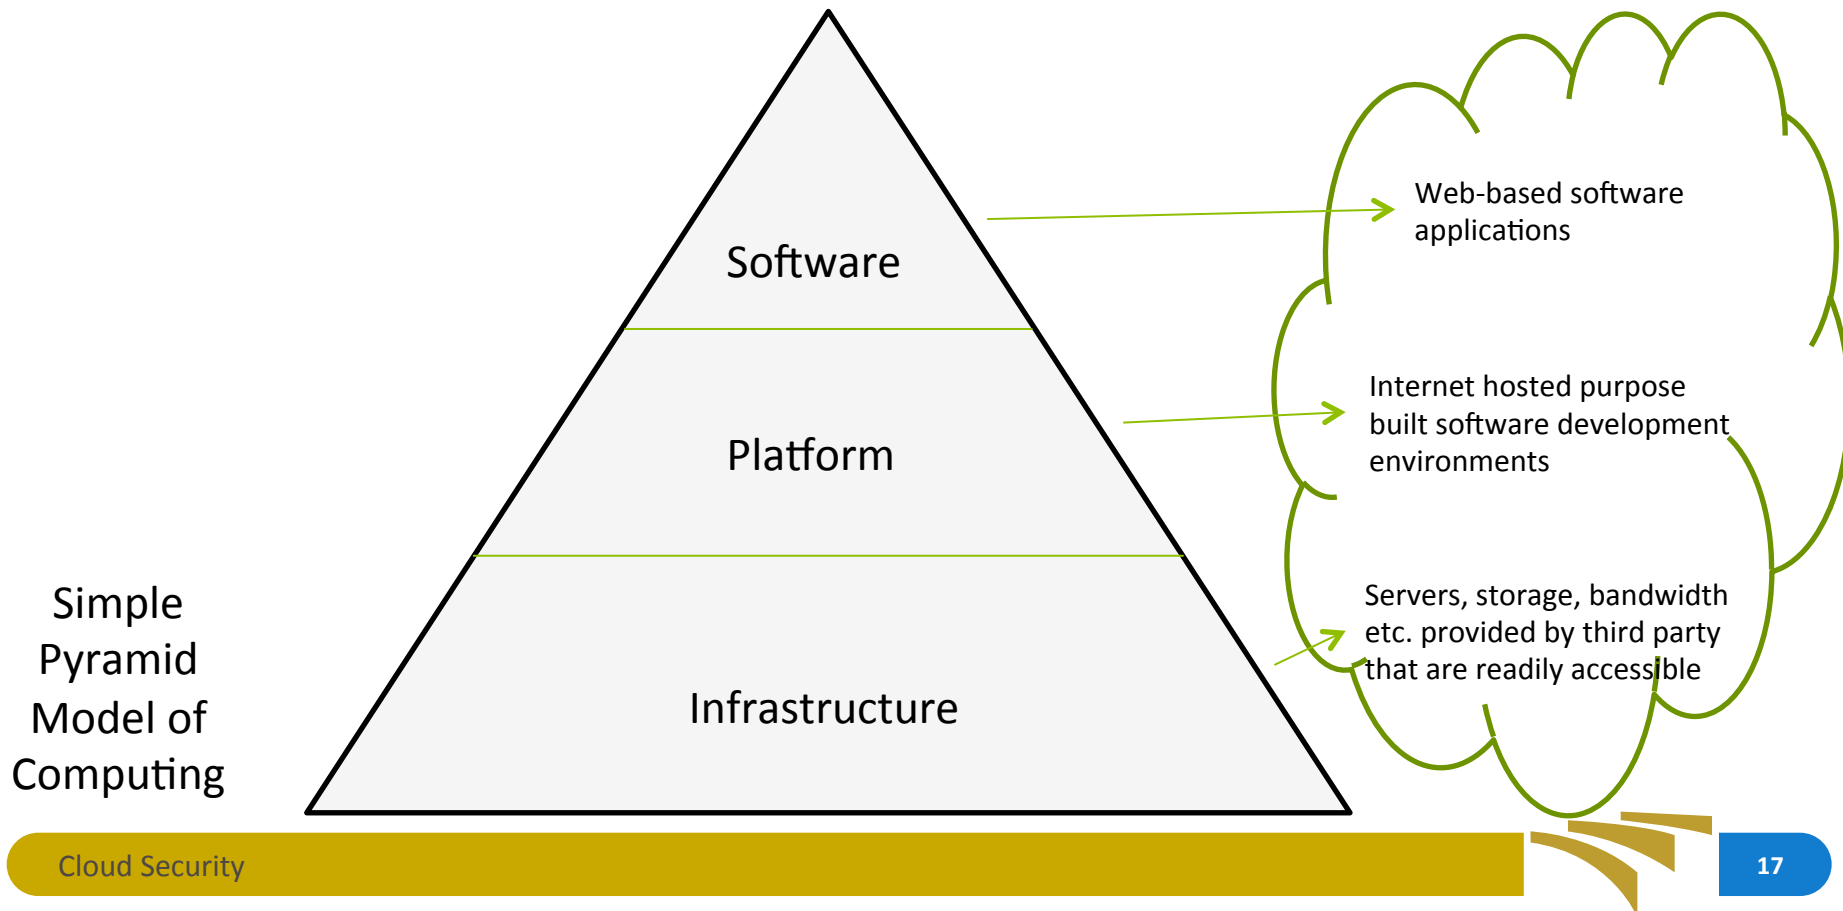 Software
Web-based software
applications
Platform
Internet hosted purpose
built software development
environments
Infrastructure
Servers, storage, bandwidth
etc. provided by third party
that are readily accessible
Simple
Pyramid
Model of
Computing
Cloud Security
17